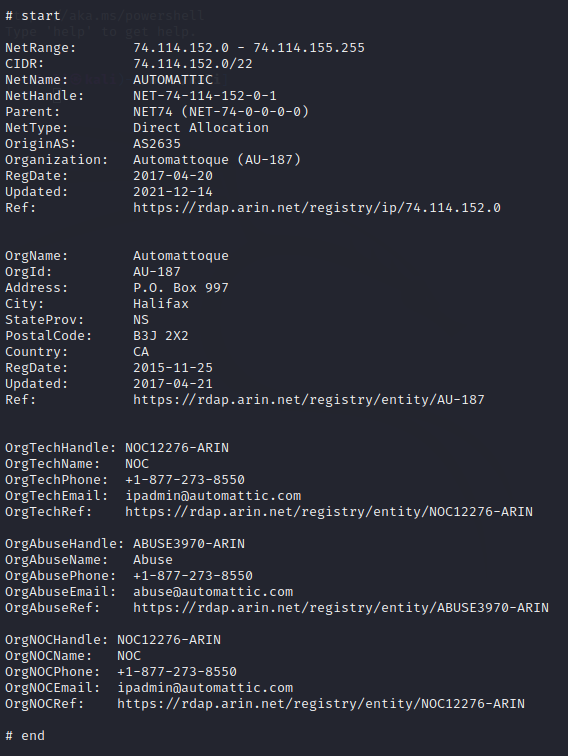 # start
NetRange:       74.114.152.0 - 74.114.155.255
CIDR:           74.114.152.0/22
NetName:        AUTOMATTIC
NetHandle:      NET-74-114-152-0-1
Parent:         NET74 (NET-74-0-0-0-0)
NetType:        Direct Allocation
OriginAS:       AS2635
Organization:   Automattoque (AU-187)
RegDate:        2017-04-20
Updated:        2021-12-14
Ref:            https://rdap.arin.net/registry/ip/74.114.152.0
OrgName:        Automattoque
OrgId:          AU-187
Address:        P.O. Box 997
City:           Halifax
StateProv:      NS
PostalCode:     B3J 2X2
Country:        CA
RegDate:        2015-11-25
Updated:        2017-04-21
Ref:            https://rdap.arin.net/registry/entity/AU-187
OrgTechHandle: NOC12276-ARIN
OrgTechName:   NOC
OrgTechPhone:  +1-877-273-8550
OrgTechEmail:  ipadmin@automattic.com
OrgTechRef:    https://rdap.arin.net/registry/entity/NOC12276-ARIN
OrgAbuseHandle: ABUSE3970-ARIN
OrgAbuseName:   Abuse
OrgAbusePhone:  +1-877-273-8550
OrgAbuseEmail:  abuse@automattic.com
OrgAbuseRef:    https://rdap.arin.net/registry/entity/ABUSE3970-ARIN
OrgNOCHandle: NOC12276-ARIN
OrgNOCName:   NOC
OrgNOCPhone:  +1-877-273-8550
OrgNOCEmail:  ipadmin@automattic.com
OrgNOCRef:    https://rdap.arin.net/registry/entity/NOC12276-ARIN
# end